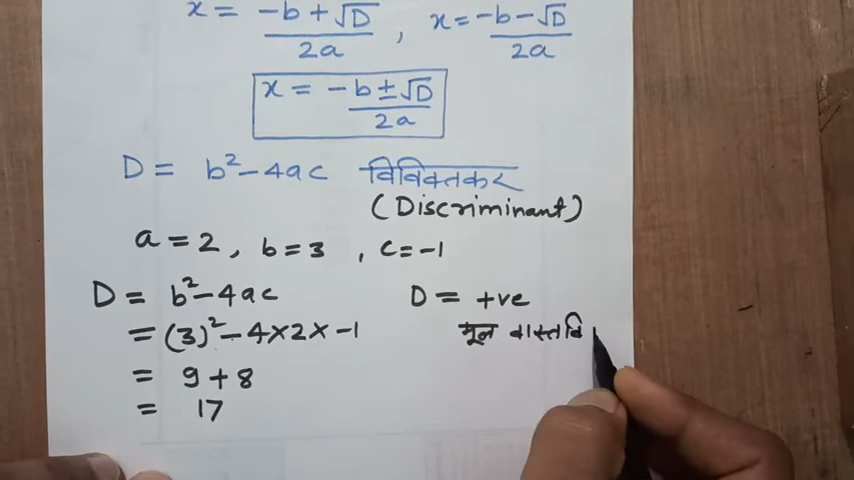 x = -b + √D / 2a , x = -b - √D / 2a
x = -b ± √D / 2a
D = b² - 4ac विविक्तकर
(Discriminant)
a = 2 , b = 3 , c = -1
D = b² - 4ac D = +ve
= (3)² - 4 × 2 × -1 मूल वास्तवि
= 9 + 8
= 17